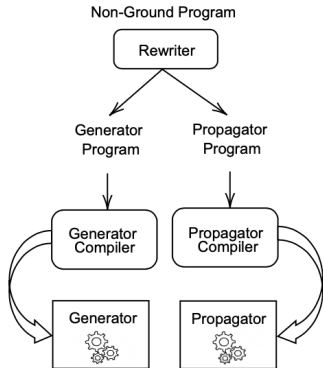 Non-Ground Program
Rewriter
Generator
Program
Propagator
Program
Generator
Compiler
Propagator
Compiler
Generator
Propagator